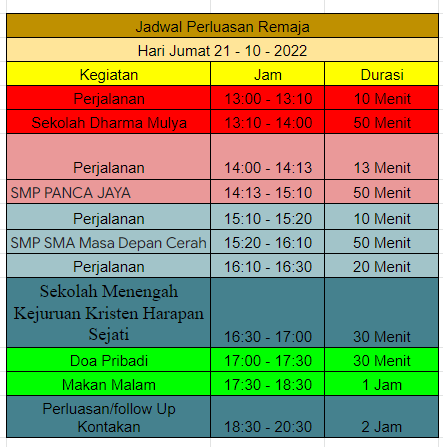 Jadwal Perluasan Remaja
Hari Jumat 21 - 10 - 2022
Kegiatan Jam Durasi
Perjalanan 13:00 - 13:10 10 Menit
Sekolah Dharma Mulya 13:10 - 14:00 50 Menit
Perjalanan 14:00 - 14:13 13 Menit
SMP PANCA JAYA 14:13 - 15:10 50 Menit
Perjalanan 15:10 - 15:20 10 Menit
SMP SMA Masa Depan Cerah 15:20 - 16:10 50 Menit
Perjalanan 16:10 - 16:30 20 Menit
Sekolah Menengah
Kejuruan Kristen Harapan
Sejati 16:30 - 17:00 30 Menit
Doa Pribadi 17:00 - 17:30 30 Menit
Makan Malam 17:30 - 18:30 1 Jam
Perluasan/follow Up
Kontakan 18:30 - 20:30 2 Jam